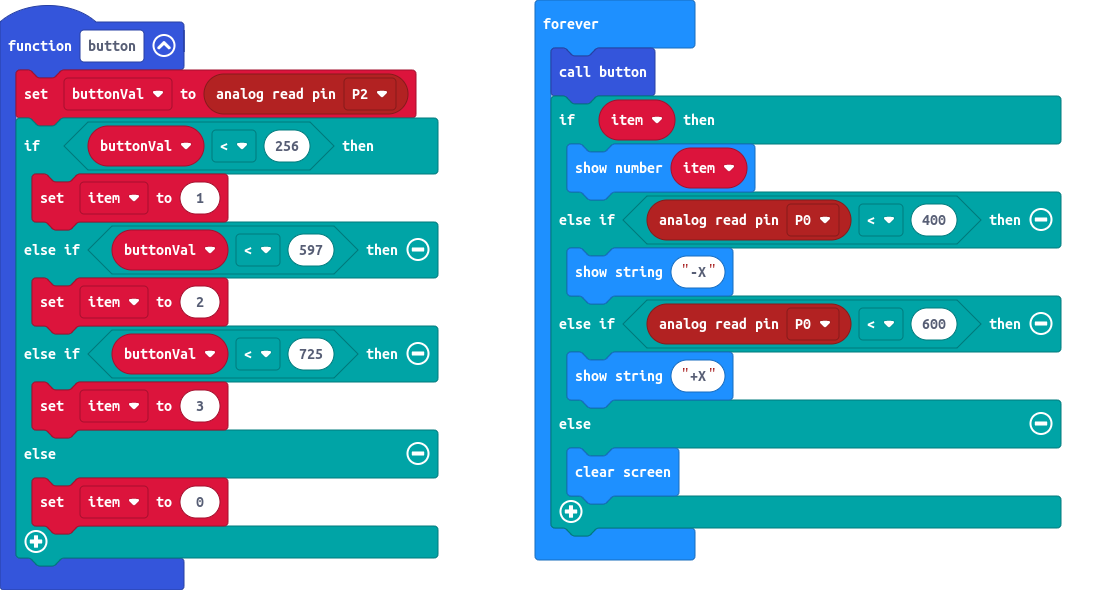 function button
set buttonVal to analog read pin P2
if buttonVal < 256 then
set item to 1
else if buttonVal < 597 then
set item to 2
else if buttonVal < 725 then
set item to 3
else
set item to 0
forever
call button
if item then
show number item
else if analog read pin P0 < 400 then
show string "-X"
else if analog read pin P0 < 600 then
show string "+X"
else
clear screen